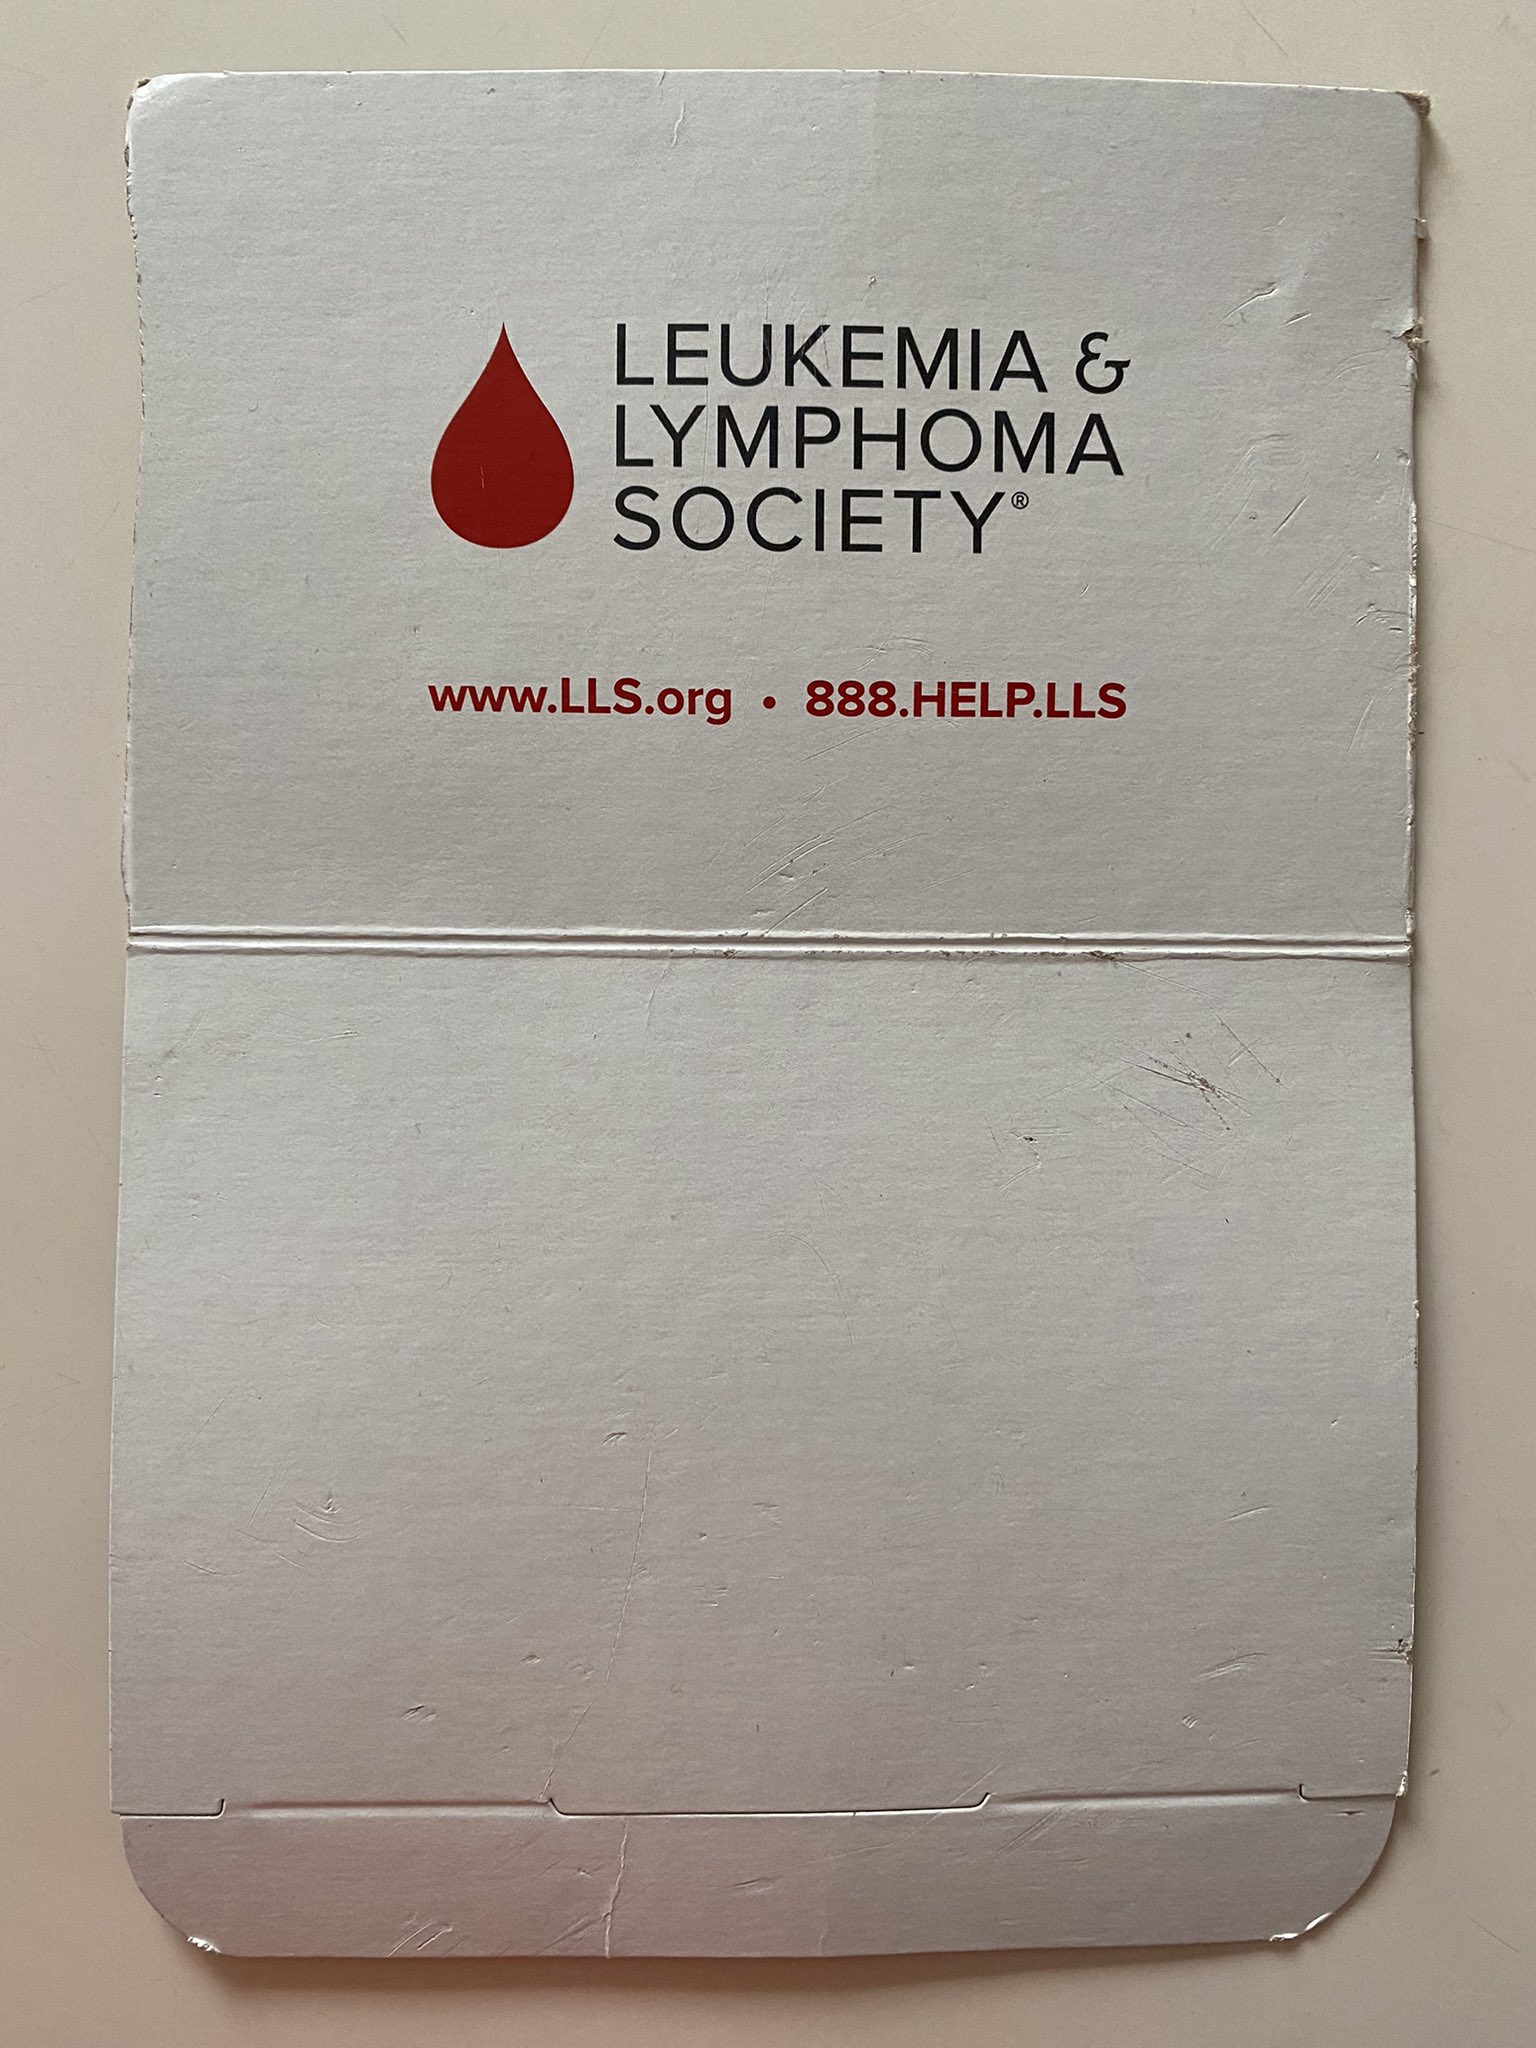 LEUKEMIA &
LYMPHOMA
SOCIETY®
www.LLS.org • 888.HELP.LLS